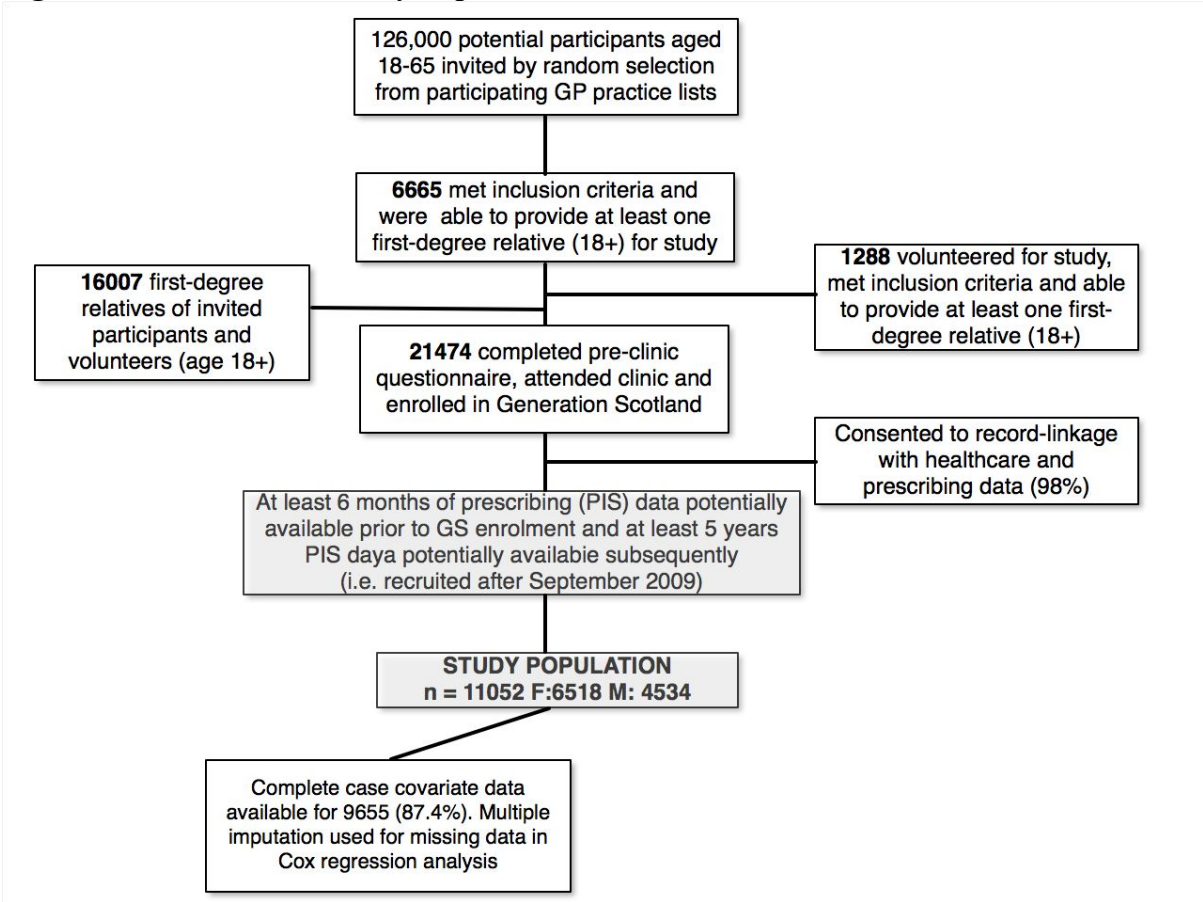 126,000 potential participants aged
18-65 invited by random selection
from participating GP practice lists
6665 met inclusion criteria and
were able to provide at least one
first-degree relative (18+) for study
1288 volunteered for study,
met inclusion criteria and able
to provide at least one first-
degree relative (18+)
16007 first-degree
relatives of invited
participants and
volunteers (age 18+)
21474 completed pre-clinic
questionnaire, attended clinic and
enrolled in Generation Scotland
Consented to record-linkage
with healthcare and
prescribing data (98%)
At least 6 months of prescribing (PIS) data potentially
available prior to GS enrolment and at least 5 years
PIS daya potentially availabie subsequently
(i.e. recruited after September 2009)
STUDY POPULATION
n = 11052 F:6518 M: 4534
Complete case covariate data
available for 9655 (87.4%). Multiple
imputation used for missing data in
Cox regression analysis